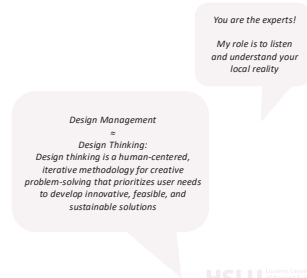 You are the experts!
My role is to listen
and understand your
local reality
Design Management
≈
Design Thinking:
Design thinking is a human-centered,
iterative methodology for creative
problem-solving that prioritizes user needs
to develop innovative, feasible, and
sustainable solutions
HSLU